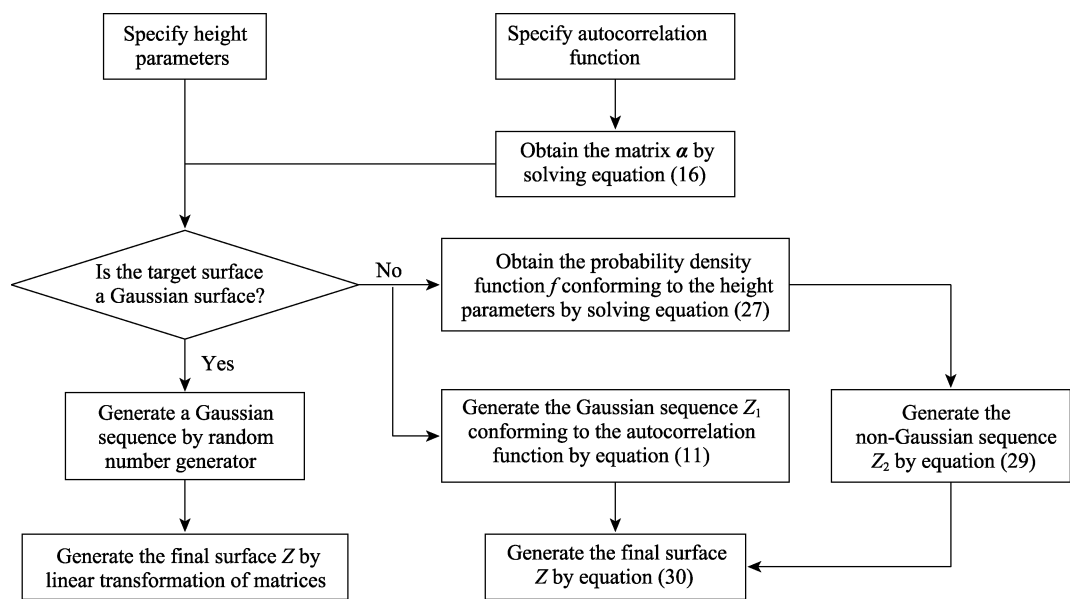 Specify height
parameters
Specify autocorrelation
function
Obtain the matrix α by
solving equation (16)
Is the target surface
a Gaussian surface?
No
Yes
Obtain the probability density
function f conforming to the height
parameters by solving equation (27)
Generate a Gaussian
sequence by random
number generator
Generate the Gaussian sequence Z₁
conforming to the autocorrelation
function by equation (11)
Generate the
non-Gaussian sequence
Z₂ by equation (29)
Generate the final surface Z by
linear transformation of matrices
Generate the final surface
Z by equation (30)